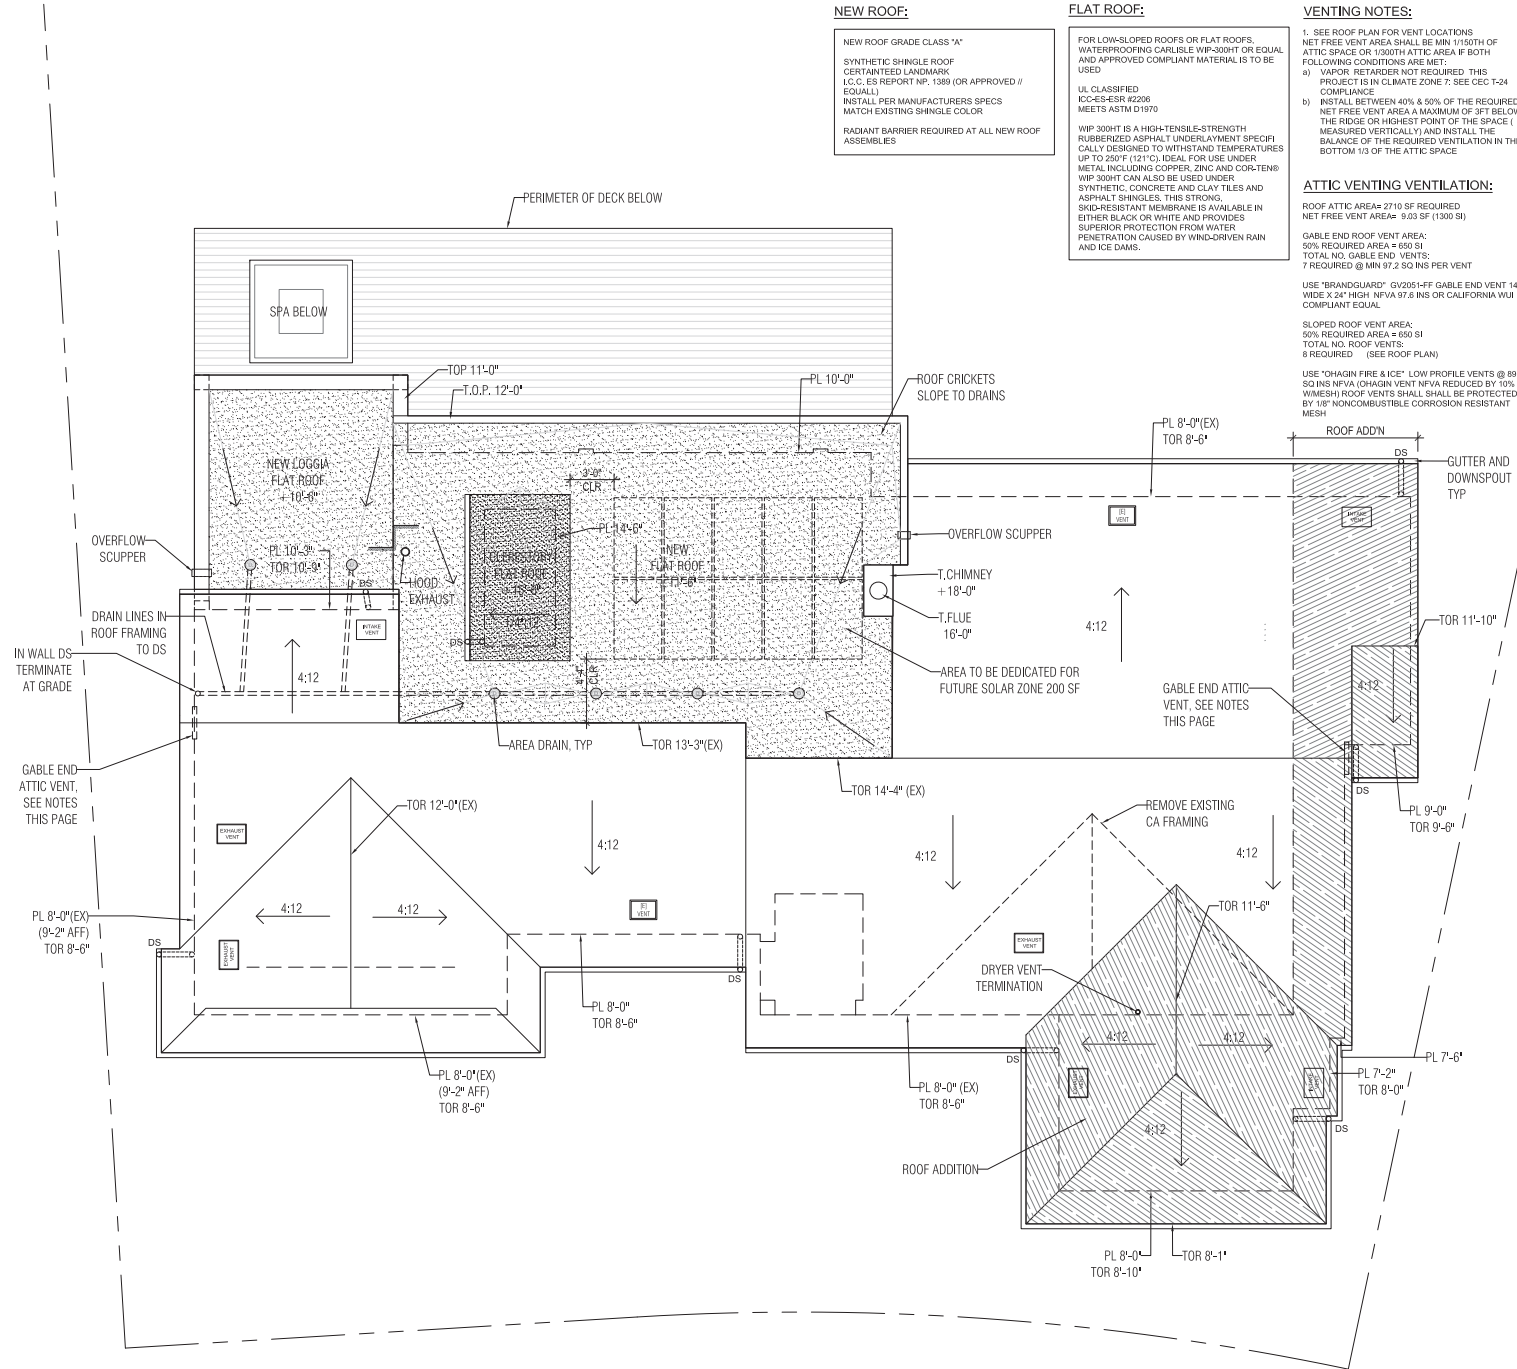 NEW ROOF:
NEW ROOF GRADE CLASS "A"
SYNTHETIC SHINGLE ROOF
CERTAINTEED LANDMARK
I.C.C. ES REPORT NP. 1389 (OR APPROVED //
EQUALL)
INSTALL PER MANUFACTURERS SPECS
MATCH EXISTING SHINGLE COLOR
RADIANT BARRIER REQUIRED AT ALL NEW ROOF
ASSEMBLIES
FLAT ROOF:
FOR LOW-SLOPED ROOFS OR FLAT ROOFS,
WATERPROOFING CARLISLE WIP-300HT OR EQUAL
AND APPROVED COMPLIANT MATERIAL IS TO BE
USED
UL CLASSIFIED
ICC-ES-ESR #2206
MEETS ASTM D1970
WIP 300HT IS A HIGH-TENSILE-STRENGTH
RUBBERIZED ASPHALT UNDERLAYMENT SPECIFI
CALLY DESIGNED TO WITHSTAND TEMPERATURES
UP TO 250°F (121°C). IDEAL FOR USE UNDER
METAL INCLUDING COPPER, ZINC AND COR-TEN®
WIP 300HT CAN ALSO BE USED UNDER
SYNTHETIC, CONCRETE AND CLAY TILES AND
ASPHALT SHINGLES. THIS STRONG,
SKID-RESISTANT MEMBRANE IS AVAILABLE IN
EITHER BLACK OR WHITE AND PROVIDES
SUPERIOR PROTECTION FROM WATER
PENETRATION CAUSED BY WIND-DRIVEN RAIN
AND ICE DAMS.
VENTING NOTES:
1. SEE ROOF PLAN FOR VENT LOCATIONS
NET FREE VENT AREA SHALL BE MIN 1/150TH OF
ATTIC SPACE OR 1/300TH ATTIC AREA IF BOTH
FOLLOWING CONDITIONS ARE MET:
a) VAPOR RETARDER NOT REQUIRED THIS
PROJECT IS IN CLIMATE ZONE 7: SEE CEC T-24
COMPLIANCE
b) INSTALL BETWEEN 40% & 50% OF THE REQUIRED
NET FREE VENT AREA A MAXIMUM OF 3FT BELOW
THE RIDGE OR HIGHEST POINT OF THE SPACE (
MEASURED VERTICALLY) AND INSTALL THE
BALANCE OF THE REQUIRED VENTILATION IN THE
BOTTOM 1/3 OF THE ATTIC SPACE
ATTIC VENTING VENTILATION:
ROOF ATTIC AREA= 2710 SF REQUIRED
NET FREE VENT AREA= 9.03 SF (1300 SI)
GABLE END ROOF VENT AREA:
50% REQUIRED AREA = 650 SI
TOTAL NO. GABLE END VENTS:
7 REQUIRED @ MIN 97.2 SQ INS PER VENT
USE "BRANDGUARD" GV2051-FF GABLE END VENT 14
WIDE X 24" HIGH NFVA 97.6 INS OR CALIFORNIA WUI
COMPLIANT EQUAL
SLOPED ROOF VENT AREA:
50% REQUIRED AREA = 650 SI
TOTAL NO. ROOF VENTS:
8 REQUIRED (SEE ROOF PLAN)
USE "OHAGIN FIRE & ICE" LOW PROFILE VENTS @ 89
SQ INS NFVA (OHAGIN VENT NFVA REDUCED BY 10%
W/MESH) ROOF VENTS SHALL SHALL BE PROTECTED
BY 1/8" NONCOMBUSTIBLE CORROSION RESISTANT
MESH
PERIMETER OF DECK BELOW
SPA BELOW
TOP 11'-0"
T.O.P. 12'-0"
PL 10'-0"
ROOF CRICKETS
SLOPE TO DRAINS
PL 8'-0"(EX)
TOR 8'-6"
ROOF ADD'N
DS
GUTTER AND
DOWNSPOUT
TYP
NEW LOGGIA
FLAT ROOF
+10'-6"
3'-0"
CLR
[E]
VENT
INTAKE
VENT
OVERFLOW
SCUPPER
PL 10'-3"
TOR 10'-9"
DS
HOOD
EXHAUST
PL 14'-6"
CLERESTORY
FLAT ROOF
NEW
FLAT ROOF
OVERFLOW SCUPPER
T.CHIMNEY
+18'-0"
T.FLUE
16'-0"
DRAIN LINES IN
ROOF FRAMING
TO DS
INTAKE
VENT
4:12
DS
CLR
4:12
TOR 11'-10"
IN WALL DS
TERMINATE
AT GRADE
AREA TO BE DEDICATED FOR
FUTURE SOLAR ZONE 200 SF
GABLE END ATTIC
VENT, SEE NOTES
THIS PAGE
4:12
AREA DRAIN, TYP
TOR 13'-3"(EX)
GABLE END
ATTIC VENT,
SEE NOTES
THIS PAGE
TOR 12'-0"(EX)
TOR 14'-4" (EX)
DS
REMOVE EXISTING
CA FRAMING
PL 9'-0"
TOR 9'-6"
EXHAUST
VENT
4:12
4:12
4:12
4:12
4:12
[E]
VENT
TOR 11'-6"
PL 8'-0"(EX)
(9'-2" AFF)
TOR 8'-6"
DS
EXHAUST
VENT
EXHAUST
VENT
DRYER VENT
TERMINATION
DS
PL 8'-0"
TOR 8'-6"
4:12
4:12
DS
PL 7'-6"
PL 8'-0"(EX)
(9'-2" AFF)
TOR 8'-6"
PL 8'-0" (EX)
TOR 8'-6"
EXHAUST
VENT
INTAKE
VENT
PL 7'-2"
TOR 8'-0"
4:12
DS
ROOF ADDITION
PL 8'-0"
TOR 8'-10"
TOR 8'-1"